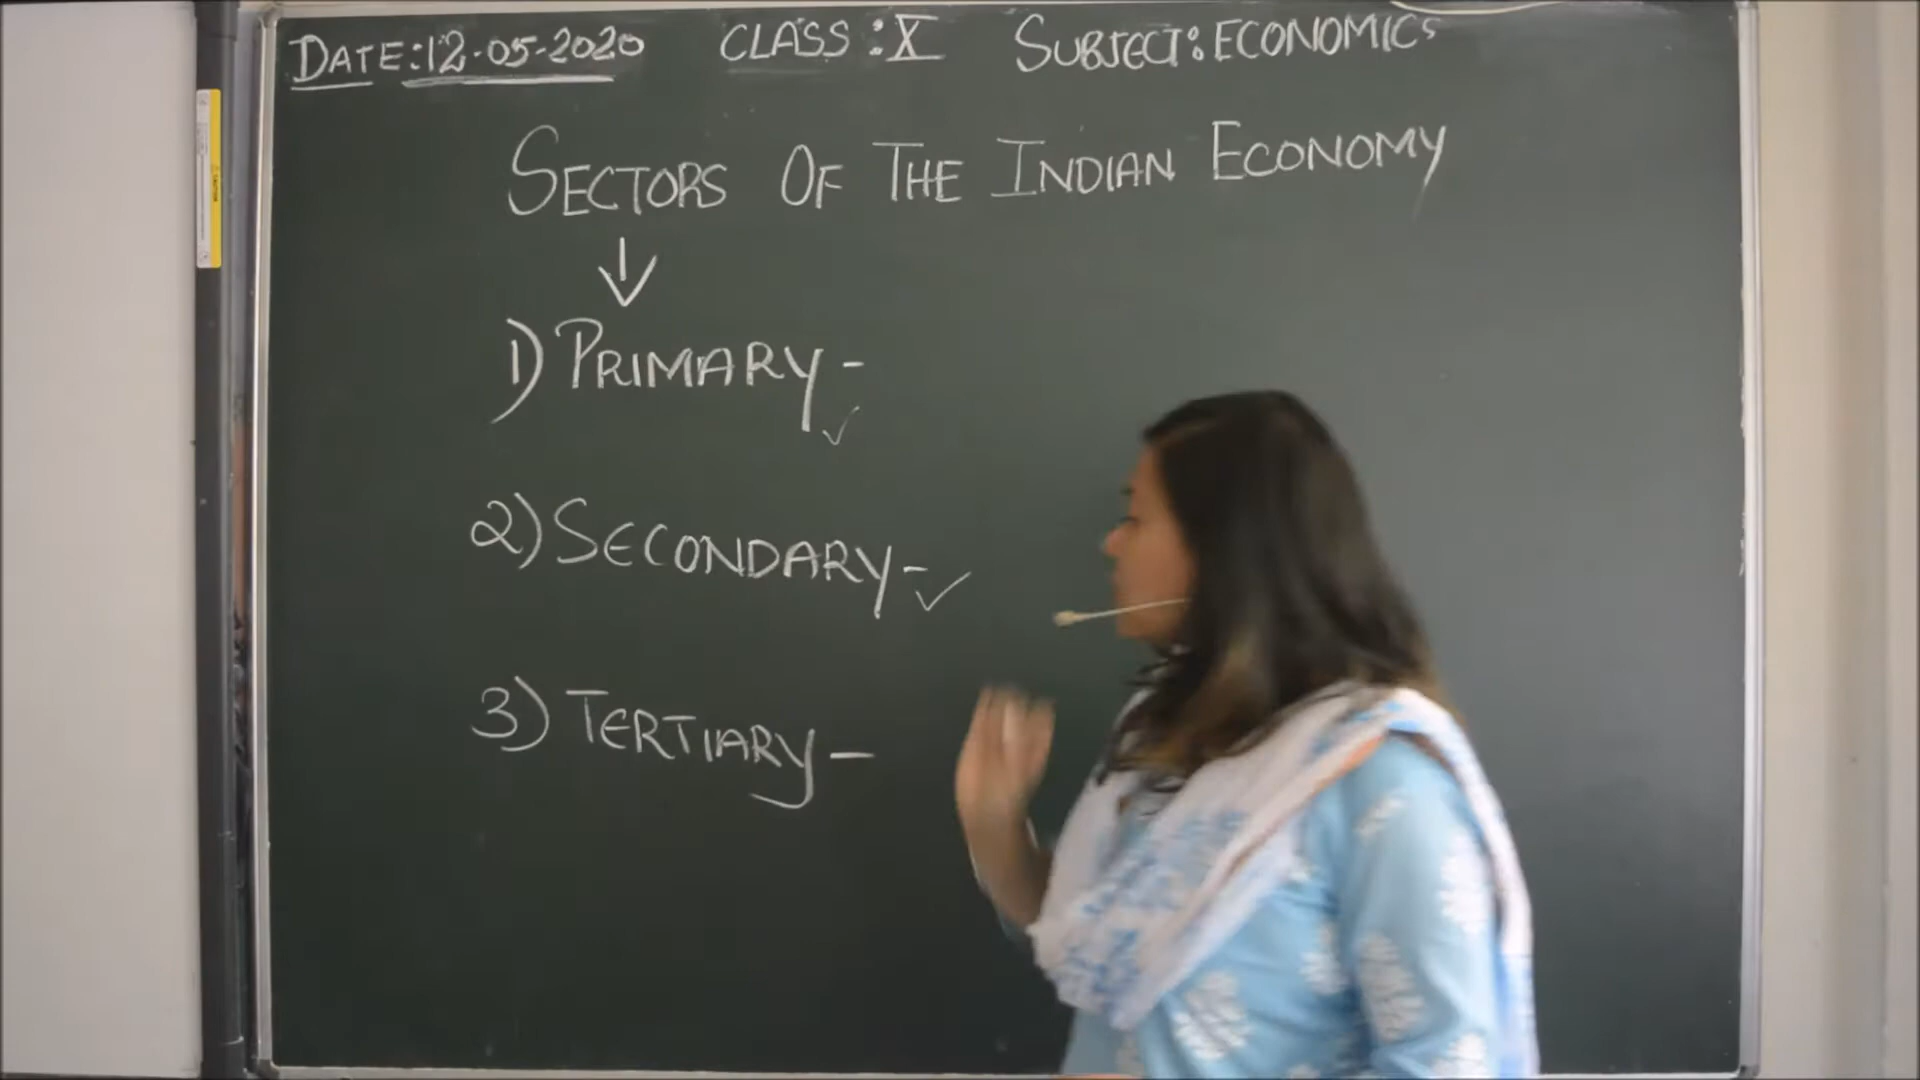 DATE:12.05-2020 CLASS:X SUBJECT:ECONOMICS
SECTORS OF THE INDIAN ECONOMY
↓
1) PRIMARY - ✓
2) SECONDARY - ✓
3) TERTIARY -